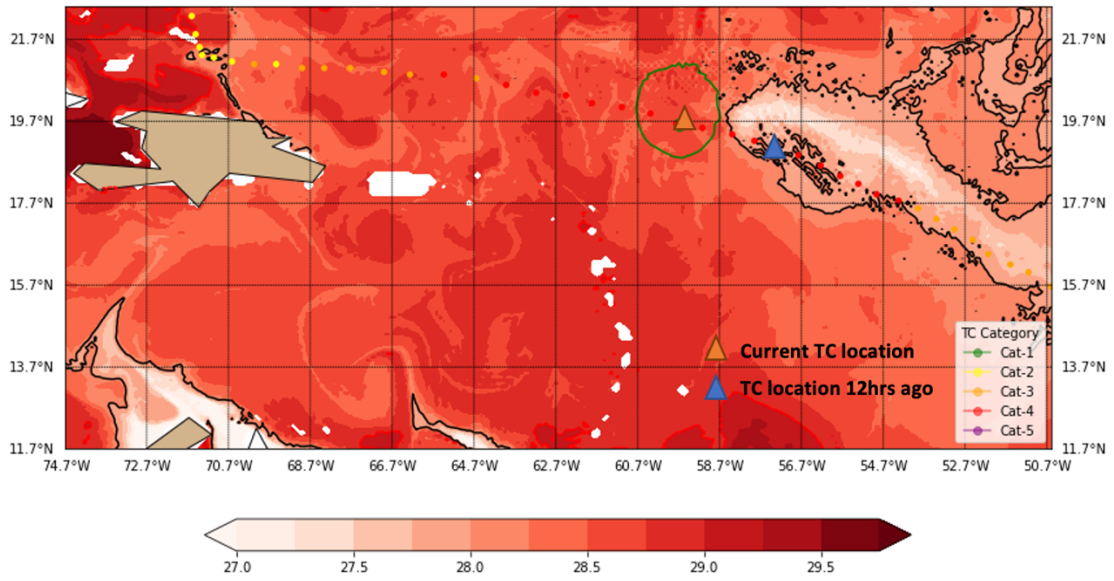 21.7°N
21.7°N
19.7°N
19.7°N
17.7°N
17.7°N
15.7°N
15.7°N
TC Category
Cat-1
Current TC location
13.7°N
Cat-2
13.7°N
Cat-3
TC location 12hrs ago
Cat-4
Cat-5
11.7°N
11.7°N
74.7°W 72.7°W 70.7°W 68.7°W 66.7°W 64.7°W 62.7°W 60.7°W 58.7°W 56.7°W 54.7°W 52.7°W 50.7°W
27.0 27.5 28.0 28.5 29.0 29.5